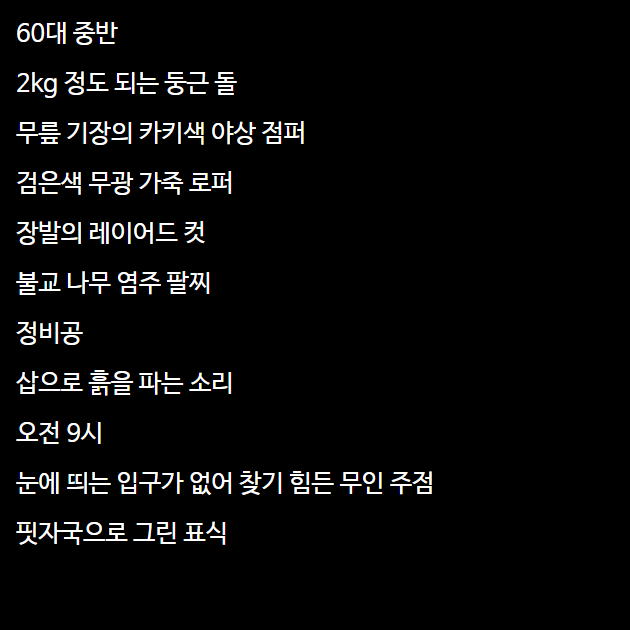 60대 중반
2kg 정도 되는 둥근 돌
무릎 기장의 카키색 야상 점퍼
검은색 무광 가죽 로퍼
장발의 레이어드 컷
불교 나무 염주 팔찌
정비공
삽으로 흙을 파는 소리
오전 9시
눈에 띄는 입구가 없어 찾기 힘든 무인 주점
핏자국으로 그린 표식